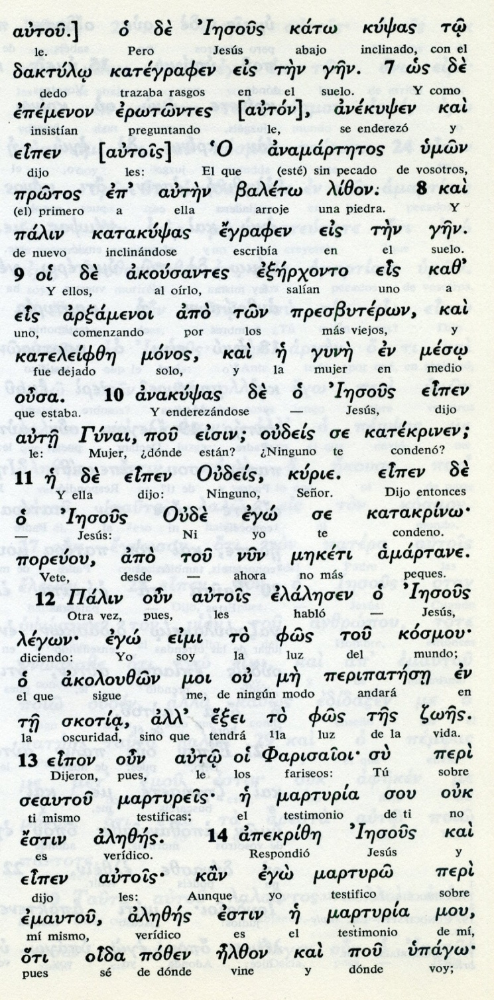 αὐτοῦ.] ὁ δὲ Ἰησοῦς κάτω κύψας τῷ
le. Pero Jesús abajo inclinado, con el
δακτύλῳ κατέγραφεν εἰς τὴν γῆν. 7 ὡς δὲ
dedo trazaba rasgos en el suelo. Y como
ἐπέμενον ἐρωτῶντες [αὐτόν], ἀνέκυψεν καὶ
insistían preguntando le, se enderezó y
εἶπεν [αὐτοῖς] Ὁ ἀναμάρτητος ὑμῶν
dijo les: El que (esté) sin pecado de vosotros,
πρῶτος ἐπ’ αὐτὴν βαλέτω λίθον. 8 καὶ
(el) primero a ella arroje una piedra. Y
πάλιν κατακύψας ἔγραφεν εἰς τὴν γῆν.
de nuevo inclinándose escribía en el suelo.
9 οἱ δὲ ἀκούσαντες ἐξήρχοντο εἷς καθ’
Y ellos, al oírlo, salían uno a
εἷς ἀρξάμενοι ἀπὸ τῶν πρεσβυτέρων, καὶ
uno, comenzando por los más viejos, y
κατελείφθη μόνος, καὶ ἡ γυνὴ ἐν μέσῳ
fue dejado solo, y la mujer en medio
οὖσα. 10 ἀνακύψας δὲ ὁ Ἰησοῦς εἶπεν
que estaba. Y enderezándose — Jesús, dijo
αὐτῇ Γύναι, ποῦ εἰσιν; οὐδείς σε κατέκρινεν;
le: Mujer, ¿dónde están? ¿Ninguno te condenó?
11 ἡ δὲ εἶπεν Οὐδείς, κύριε. εἶπεν δὲ
Y ella dijo: Ninguno, Señor. Dijo entonces
ὁ Ἰησοῦς Οὐδὲ ἐγώ σε κατακρίνω·
— Jesús: Ni yo te condeno.
πορεύου, ἀπὸ τοῦ νῦν μηκέτι ἁμάρτανε.
Vete, desde — ahora no más peques.
12 Πάλιν οὖν αὐτοῖς ἐλάλησεν ὁ Ἰησοῦς
Otra vez, pues, les habló — Jesús,
λέγων· ἐγώ εἰμι τὸ φῶς τοῦ κόσμου·
diciendo: Yo soy la luz del mundo;
ὁ ἀκολουθῶν μοι οὐ μὴ περιπατήσῃ ἐν
el que sigue me, de ningún modo andará en
τῇ σκοτίᾳ, ἀλλ’ ἕξει τὸ φῶς τῆς ζωῆς.
la oscuridad, sino que tendrá 1la luz de la vida.
13 εἶπον οὖν αὐτῷ οἱ Φαρισαῖοι· σὺ περὶ
Dijeron, pues, le los fariseos: Tú sobre
σεαυτοῦ μαρτυρεῖς· ἡ μαρτυρία σου οὐκ
ti mismo testificas; el testimonio de ti no
ἔστιν ἀληθής. 14 ἀπεκρίθη Ἰησοῦς καὶ
es verídico. Respondió Jesús y
εἶπεν αὐτοῖς· κἂν ἐγὼ μαρτυρῶ περὶ
dijo les: Aunque yo testifico sobre
ἐμαυτοῦ, ἀληθής ἐστιν ἡ μαρτυρία μου,
mí mismo, verídico es el testimonio de mí,
ὅτι οἶδα πόθεν ἦλθον καὶ ποῦ ὑπάγω·
pues sé de dónde vine y dónde voy;